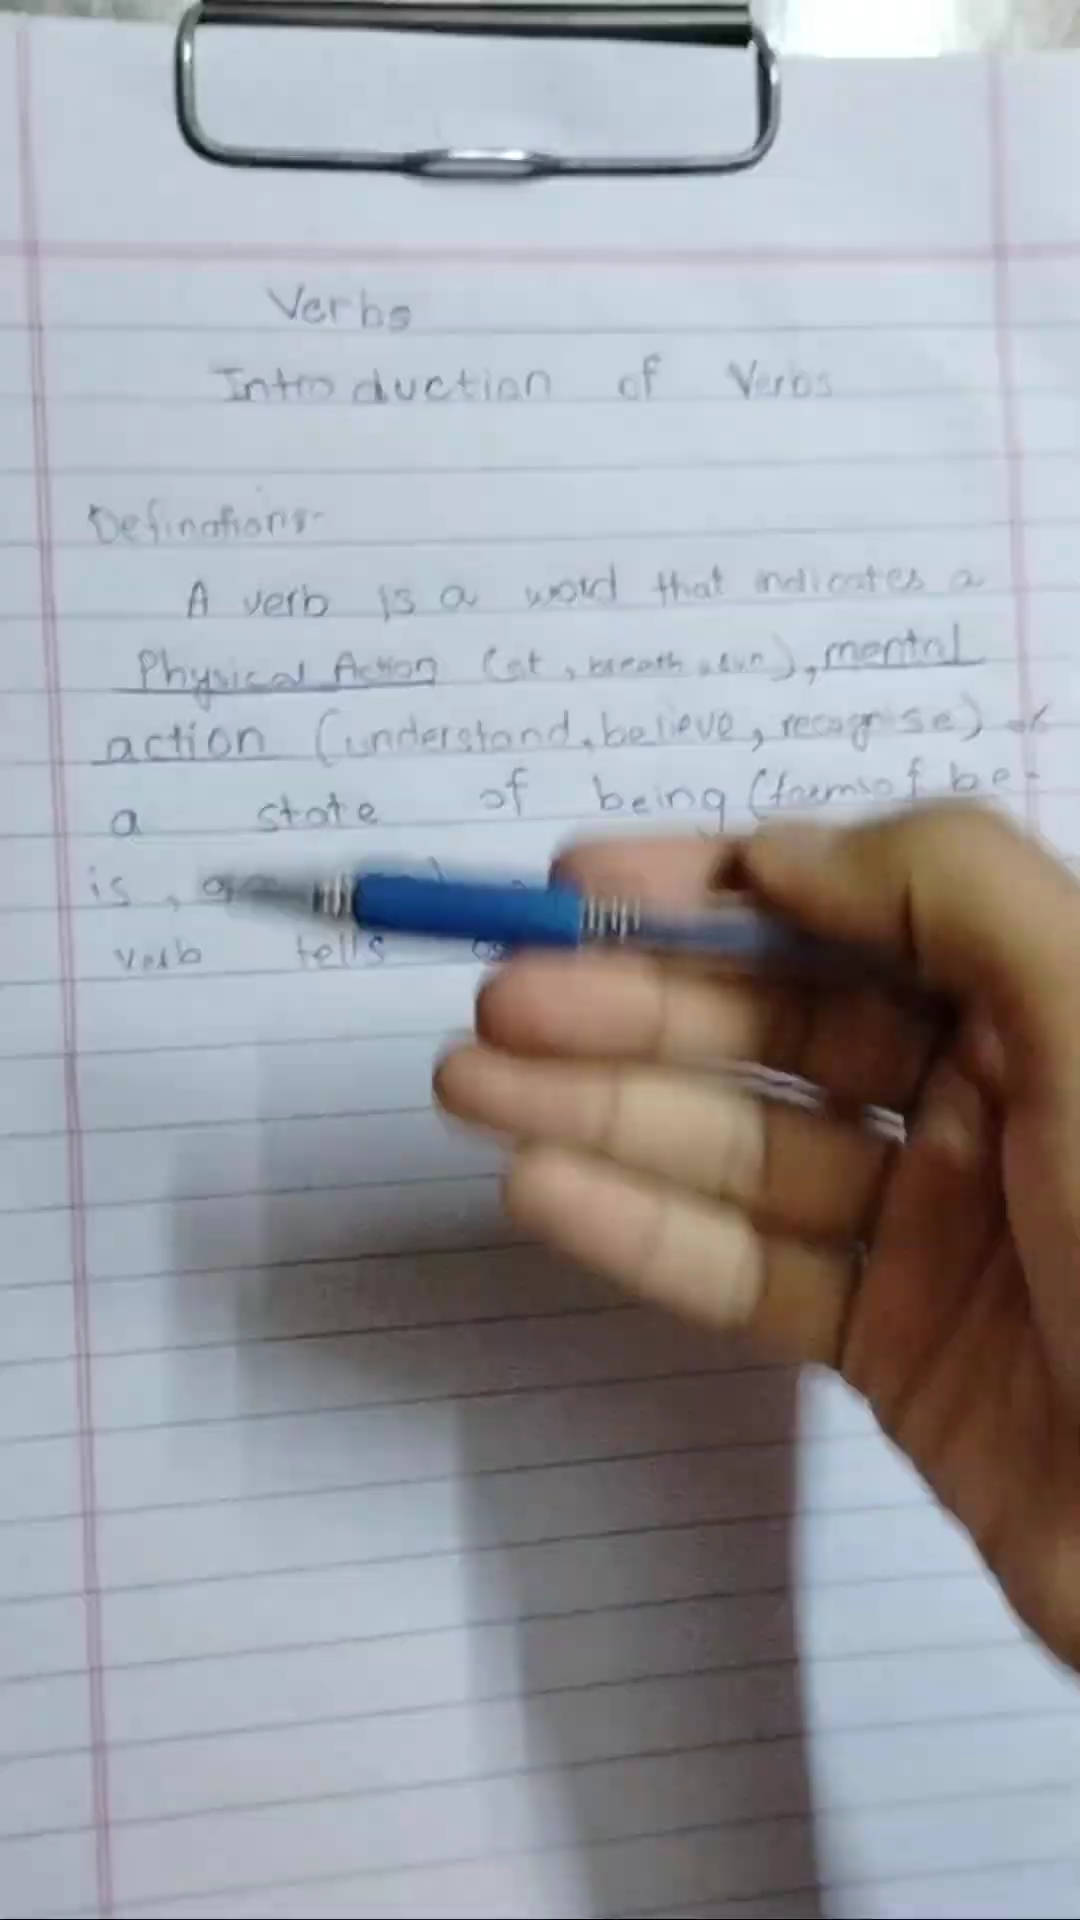 Verbs
Introduction of Verbs
Definations-
A verb is a word that indicates a
Physical Action (at, breath, run), mental
action (understand, believe, recognise) or
a state of being (forms of be-
is,
verb tells